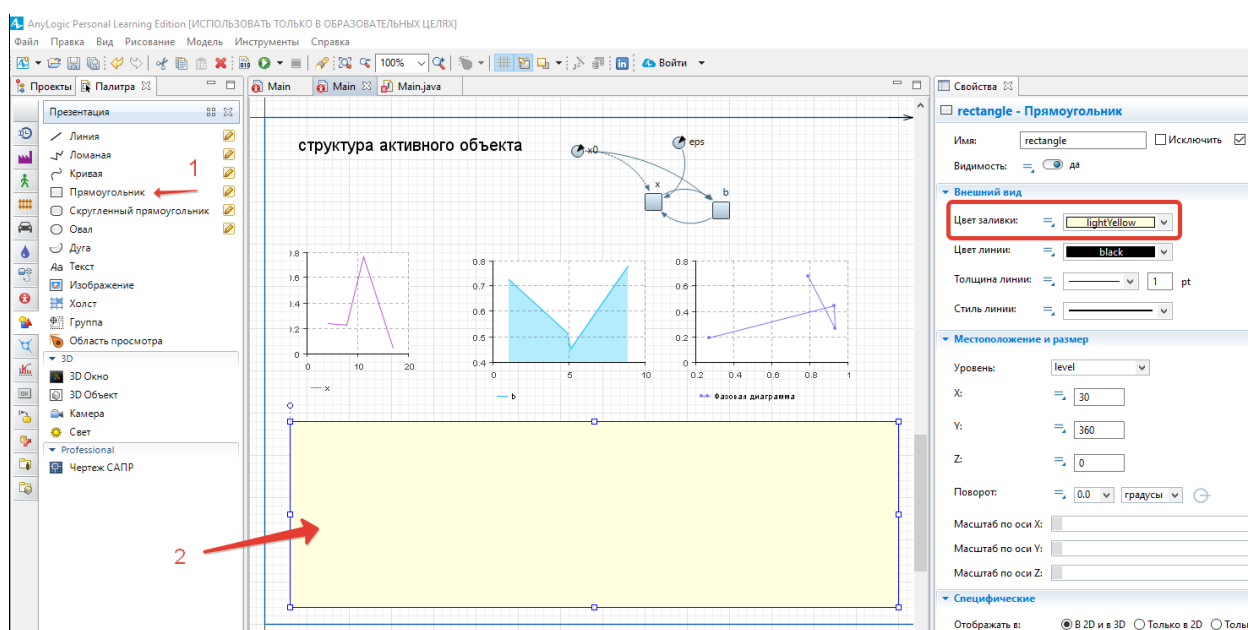 AnyLogic Personal Learning Edition [ИСПОЛЬЗОВАТЬ ТОЛЬКО В ОБРАЗОВАТЕЛЬНЫХ ЦЕЛЯХ]
Файл Правка Вид Рисование Модель Инструменты Справка
100% Войти
Проекты Палитра
Презентация
Линия
Ломаная
Кривая
Прямоугольник
Скругленный прямоугольник
Овал
Дуга
Aa Текст
Изображение
Холст
Группа
Область просмотра
3D
3D Окно
3D Объект
Камера
Свет
Professional
Чертеж САПР
1
2
Main Main Main.java
структура активного объекта
x0
eps
x
b
0.6
0.4
0
0 10 20
x
0.8
0.7
0.6
0.5
0.4
0 5 10
b
0.8
0.6
0.4
0.2
0
0.2 0.4 0.6 0.8 1
Фазовая диаграмма
Свойства
rectangle - Прямоугольник
Имя: rectangle Исключить
Видимость: да
Внешний вид
Цвет заливки: lightYellow
Цвет линии: black
Толщина линии: 1 pt
Стиль линии:
Местоположение и размер
Уровень: level
X: 30
Y: 360
Z: 0
Поворот: 0.0 градусы
Масштаб по оси X:
Масштаб по оси Y:
Масштаб по оси Z:
Специфические
Отображать в: В 2D и в 3D Только в 2D